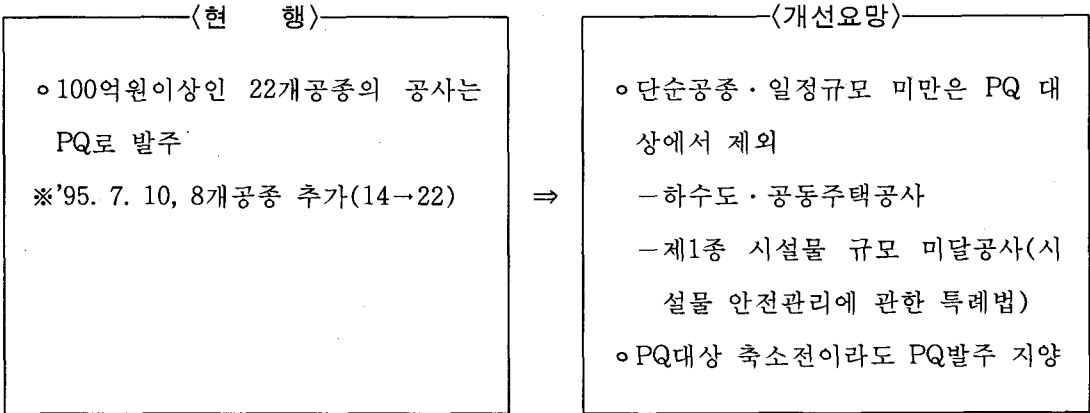 〈현 행〉
∘100억원이상인 22개공종의 공사는
PQ로 발주
※'95. 7. 10, 8개공종 추가(14→22)
⇒
〈개선요망〉
∘단순공종·일정규모 미만은 PQ 대
상에서 제외
-하수도·공동주택공사
-제1종 시설물 규모 미달공사(시
설물 안전관리에 관한 특례법)
∘PQ대상 축소전이라도 PQ발주 지양